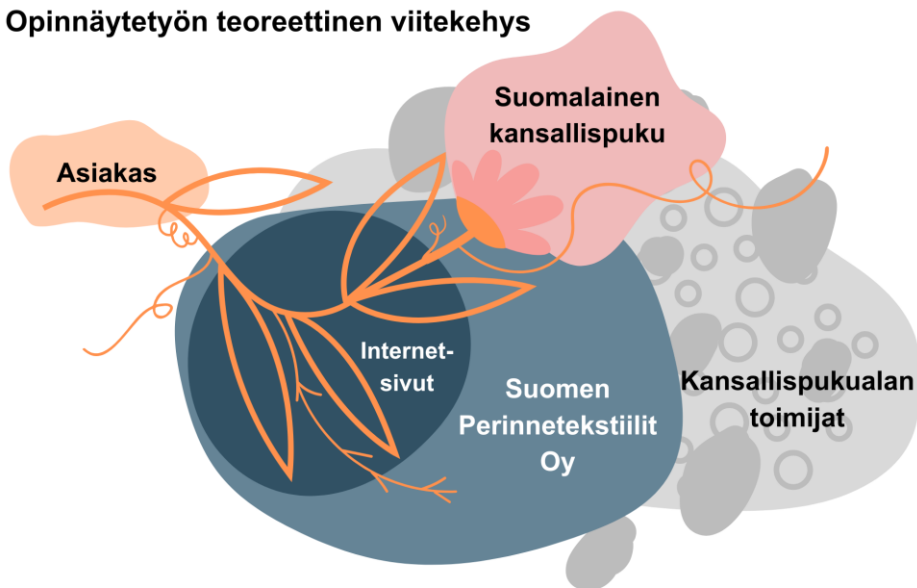 Opinnäytetyön teoreettinen viitekehys
Suomalainen
kansallispuku
Asiakas
Internet-
sivut
Suomen
Perinnetekstiilit
Oy
Kansallispukualan
toimijat